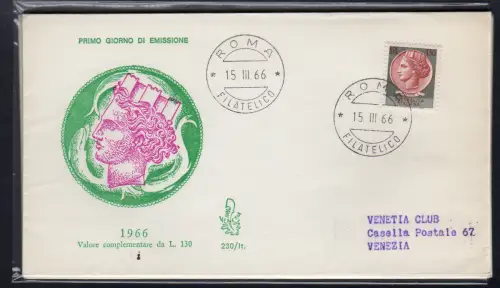 PRIMO GIORNO DI EMISSIONE
ROMA
* 15 III 66 *
FILATELICO
ROMA
* 15 III 66 *
FILATELICO
1966
Valore complementare da L. 130
230/It.
VENETIA CLUB
Casella Postale 67
VENEZIA